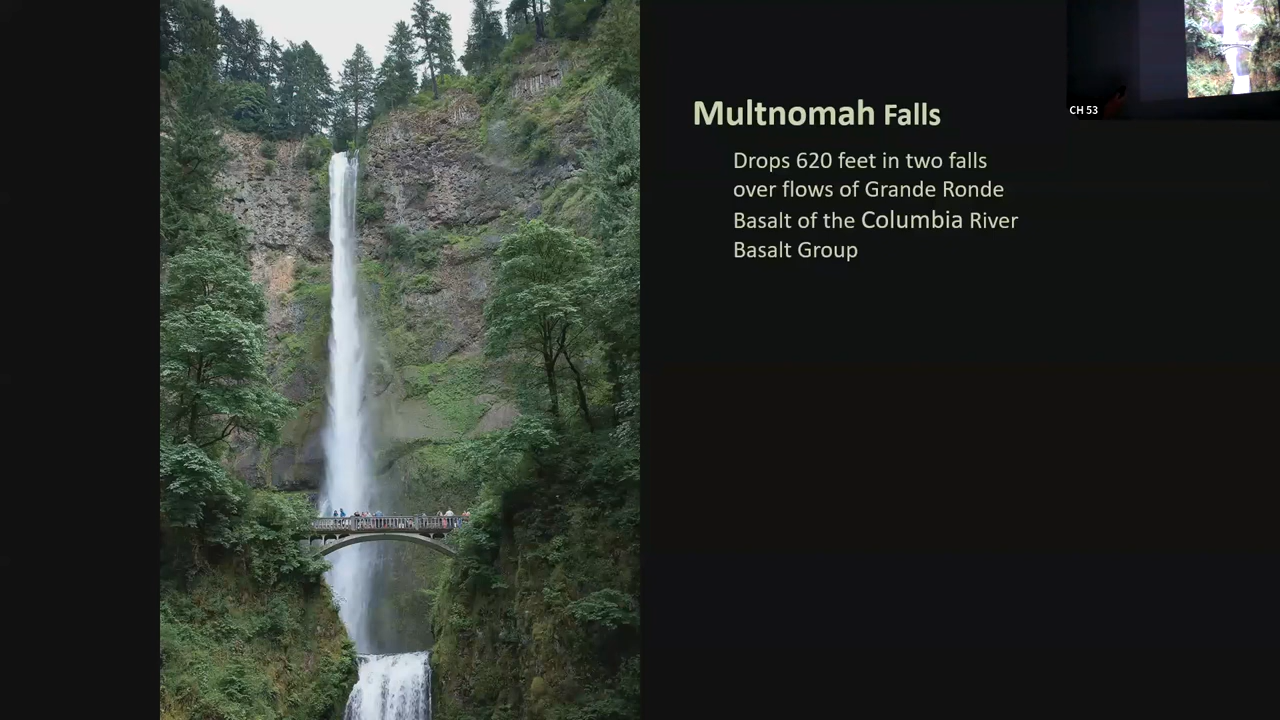 Multnomah Falls
CH 53
Drops 620 feet in two falls
over flows of Grande Ronde
Basalt of the Columbia River
Basalt Group